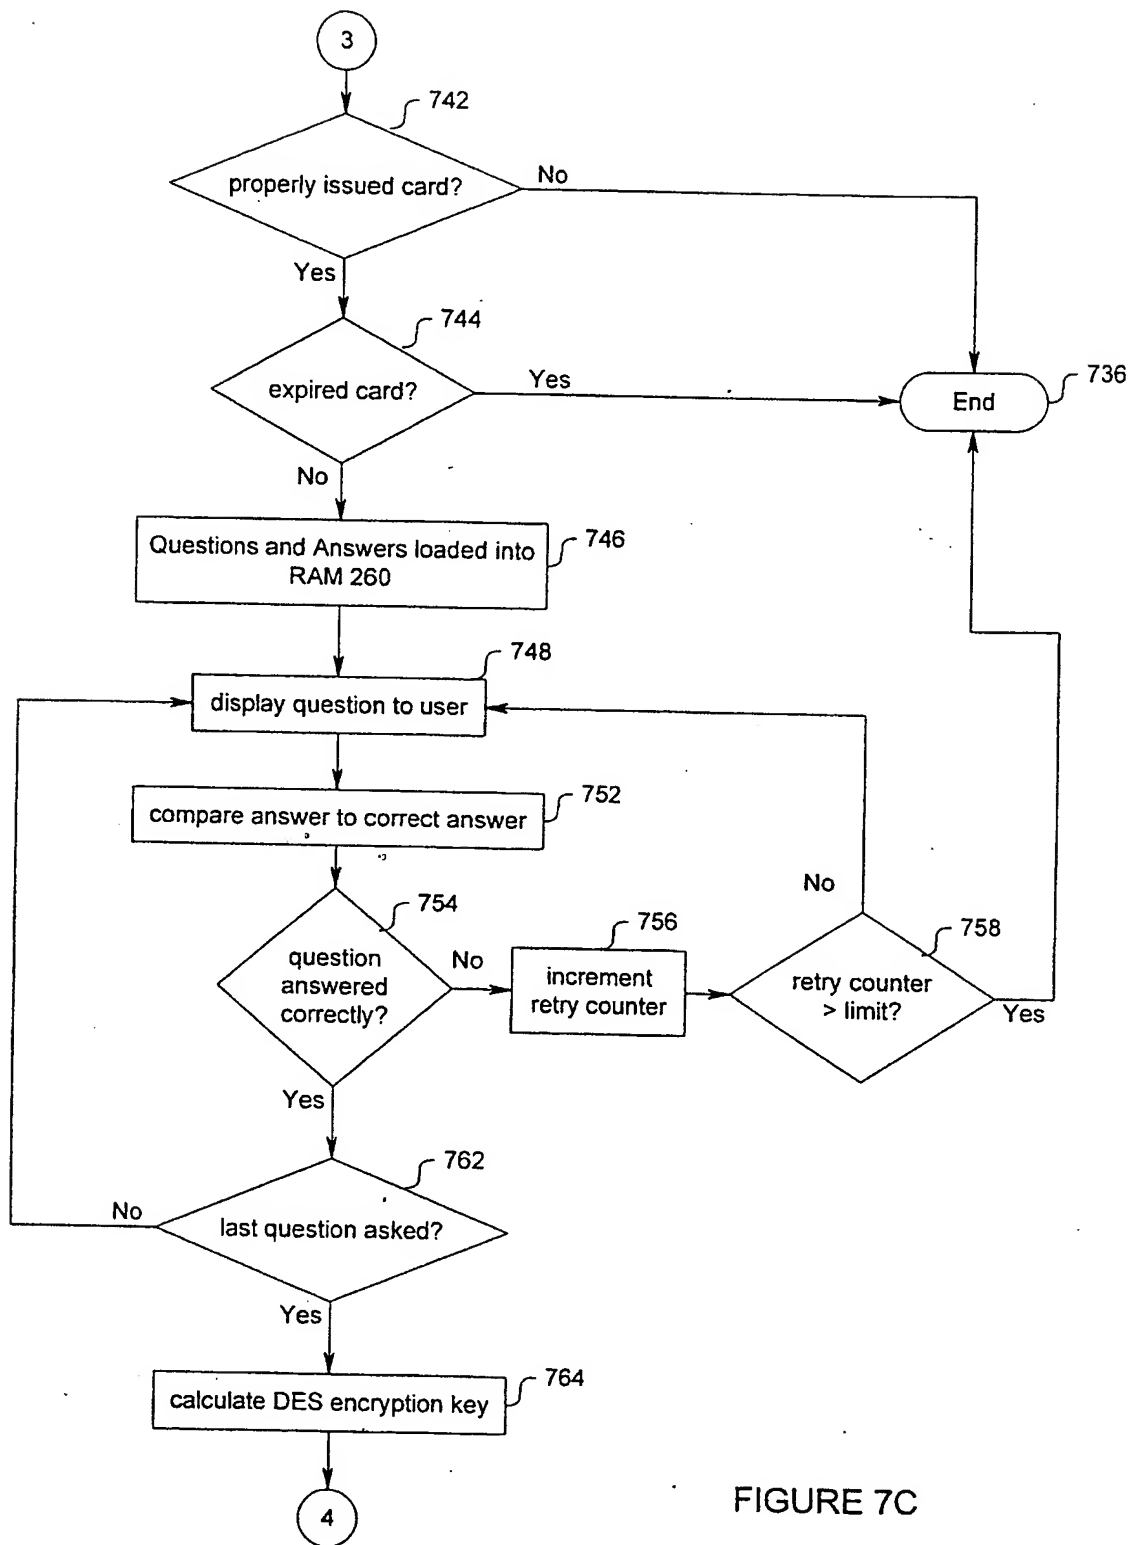 3
742
properly issued card?
No
Yes
744
expired card?
Yes
End
736
No
Questions and Answers loaded into
RAM 260
746
748
display question to user
752
compare answer to correct answer
754
question
answered
correctly?
No
756
increment
retry counter
No
758
retry counter
> limit?
Yes
Yes
762
No
last question asked?
Yes
764
calculate DES encryption key
4
FIGURE 7C